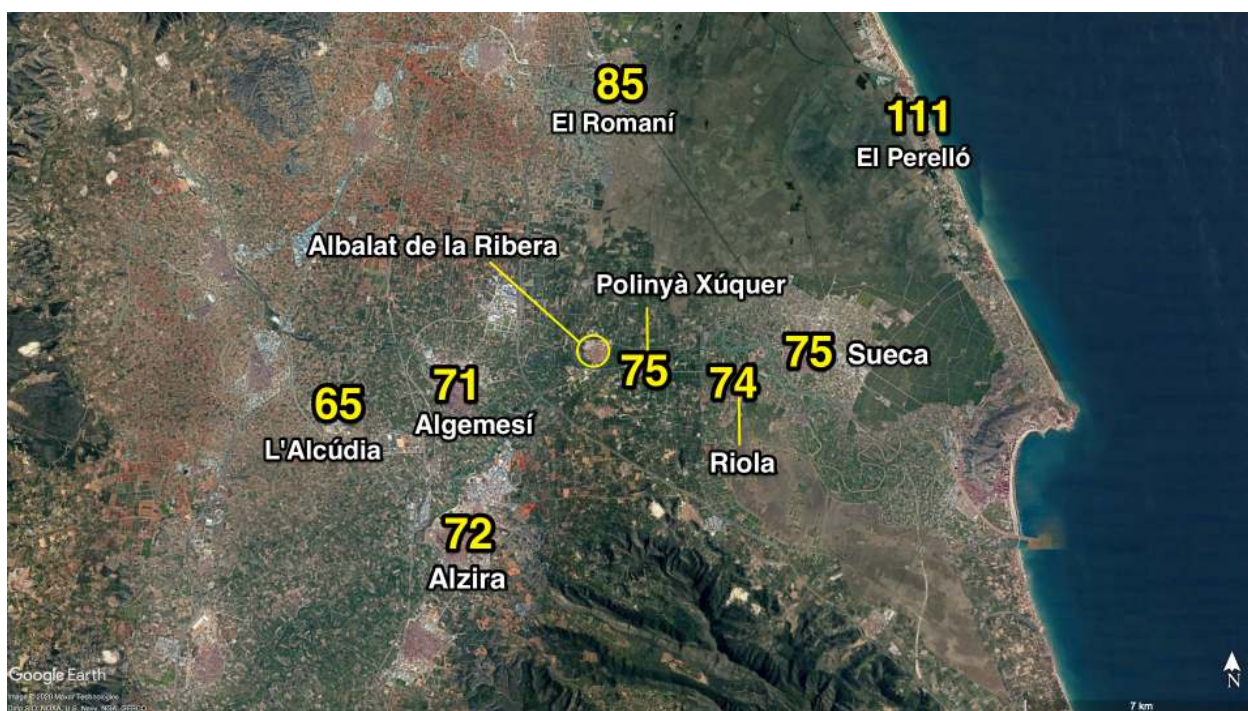 85
El Romaní
111
El Perelló
Albalat de la Ribera
Polinyà Xúquer
75
74
75 Sueca
65
71
Algemesí
L'Alcúdia
Riola
72
Alzira
Google Earth
N
7 km